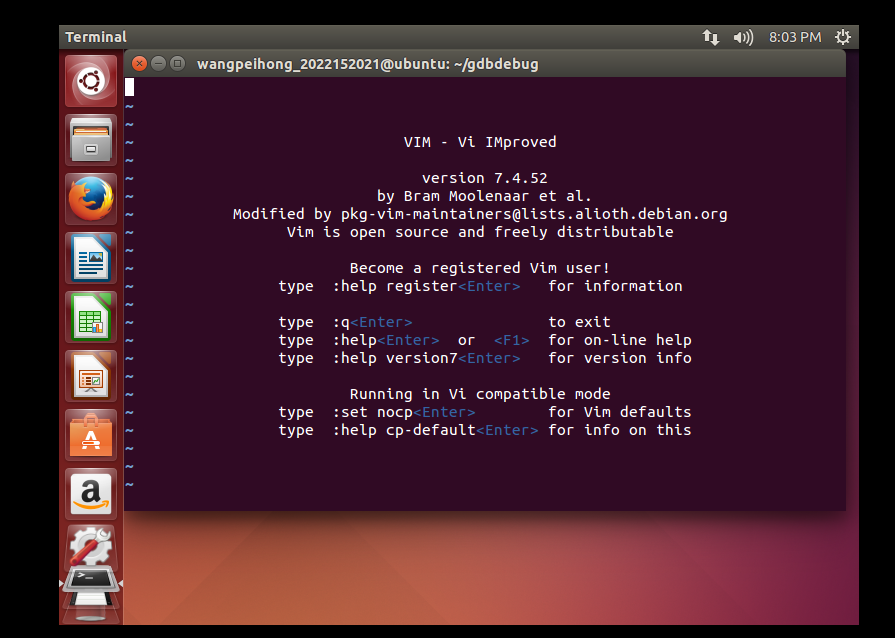 Terminal
8:03 PM
wangpeihong_2022152021@ubuntu: ~/gdbdebug
~
~
~
VIM - Vi IMproved
~
~
version 7.4.52
~
by Bram Moolenaar et al.
~
Modified by pkg-vim-maintainers@lists.alioth.debian.org
~
Vim is open source and freely distributable
~
~
Become a registered Vim user!
~
type  :help register<Enter>   for information
~
~
type  :q<Enter>               to exit
~
type  :help<Enter>  or  <F1>  for on-line help
~
type  :help version7<Enter>   for version info
~
~
Running in Vi compatible mode
~
type  :set nocp<Enter>        for Vim defaults
~
type  :help cp-default<Enter> for info on this
~
~
~